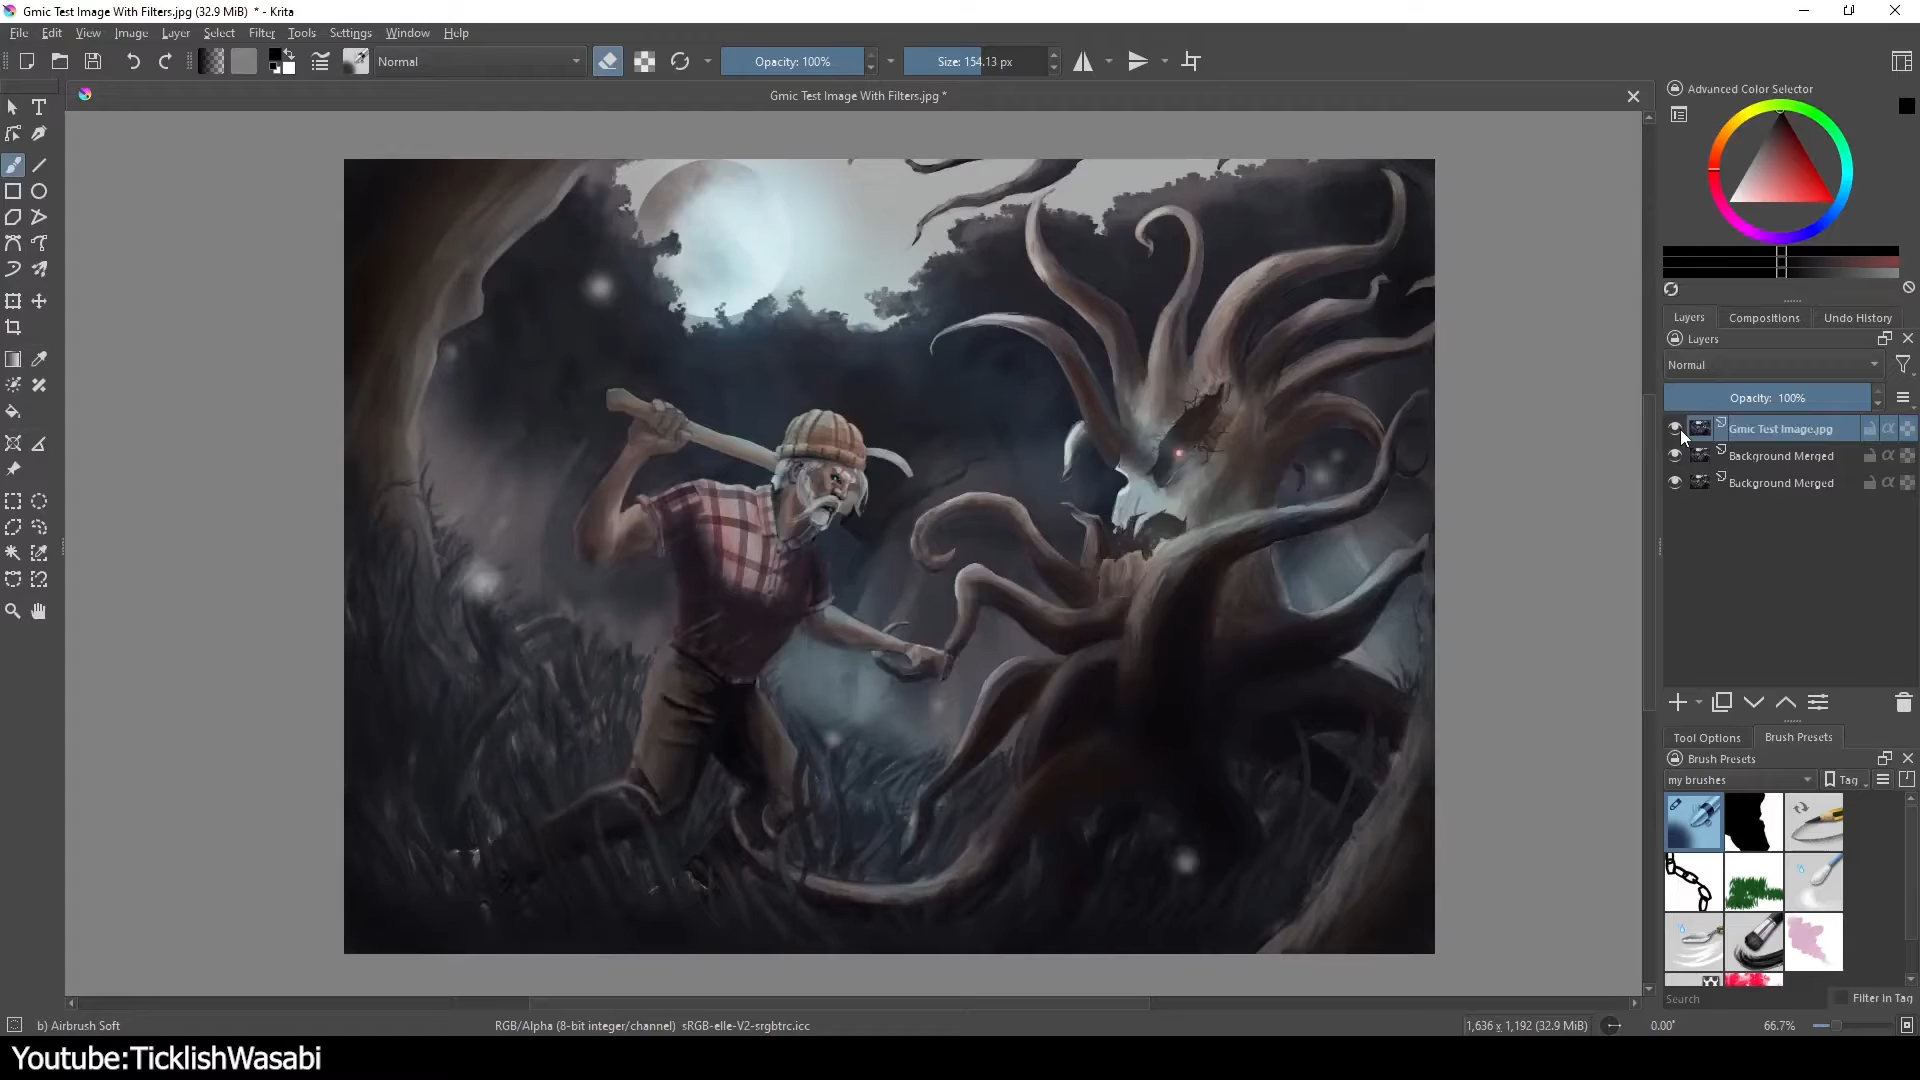 Gmic Test Image With Filters.jpg (32.9 MiB) * - Krita
File Edit View Image Layer Select Filter Tools Settings Window Help
Normal Opacity: 100% Size: 154.13 px
Gmic Test Image With Filters.jpg *
Advanced Color Selector
Layers Compositions Undo History
Layers
Normal
Opacity: 100%
Gmic Test Image.jpg
Background Merged
Background Merged
Tool Options Brush Presets
Brush Presets
my brushes Tag
Search Filter in Tag
b) Airbrush Soft RGB/Alpha (8-bit integer/channel) sRGB-elle-V2-srgbtrc.icc 1,636 x 1,192 (32.9 MiB) 0.00° 66.7%
Youtube:TicklishWasabi